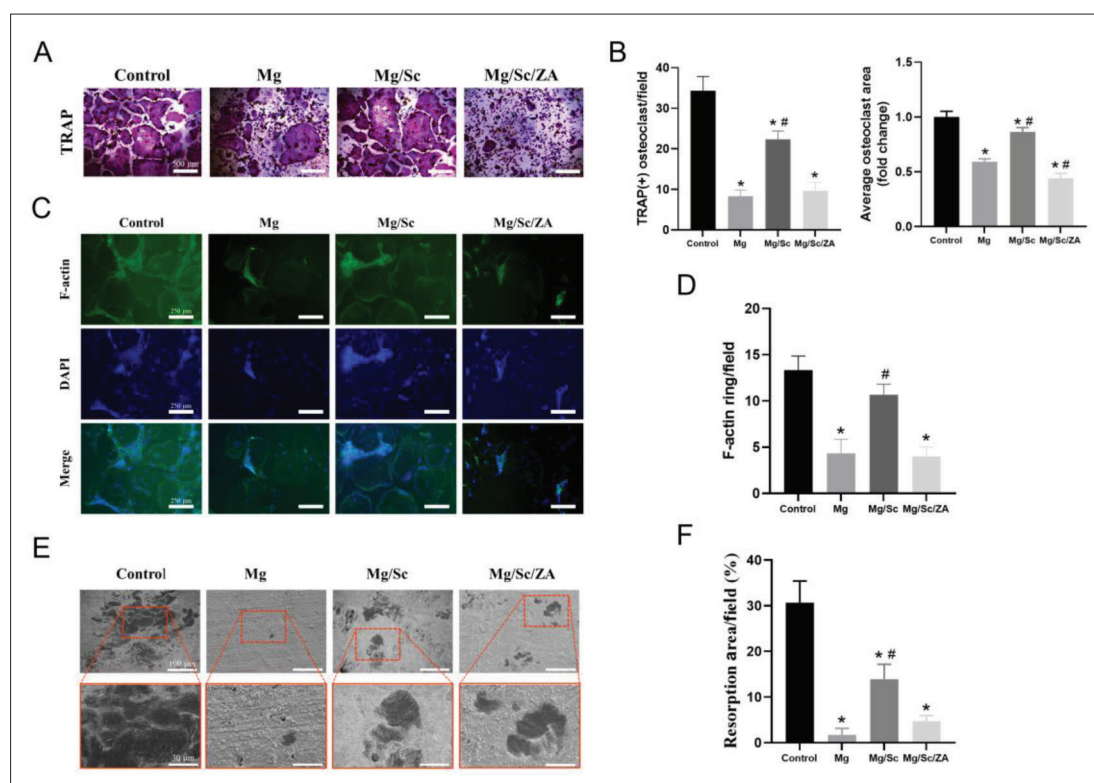 A
Control Mg Mg/Sc Mg/Sc/ZA
TRAP
500 μm
B
TRAP(+) osteoclast/field
40
30
20
10
0
*
* #
*
Control Mg Mg/Sc Mg/Sc/ZA
Average osteoclast area
(fold change)
1.5
1.0
0.5
0.0
*
* #
* #
Control Mg Mg/Sc Mg/Sc/ZA
C
Control Mg Mg/Sc Mg/Sc/ZA
F-actin
250 μm
DAPI
250 μm
Merge
250 μm
D
F-actin ring/field
20
15
10
5
0
*
#
*
Control Mg Mg/Sc Mg/Sc/ZA
E
Control Mg Mg/Sc Mg/Sc/ZA
100 μm
30 μm
F
Resorption area/field (%)
40
30
20
10
0
*
* #
*
Control Mg Mg/Sc Mg/Sc/ZA